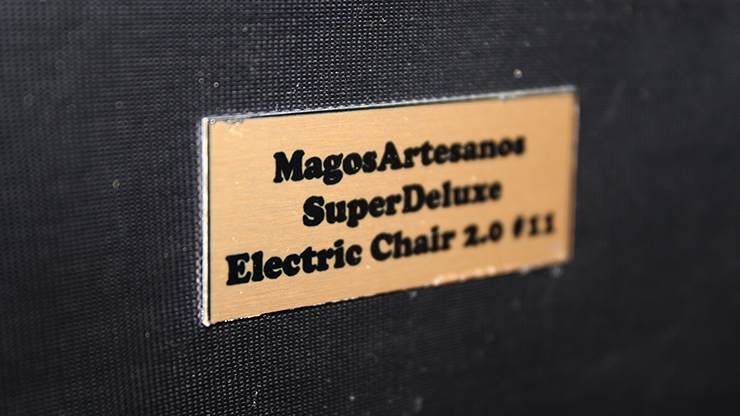 MagosArtesanos
SuperDeluxe
Electric Chair 2.0 #11